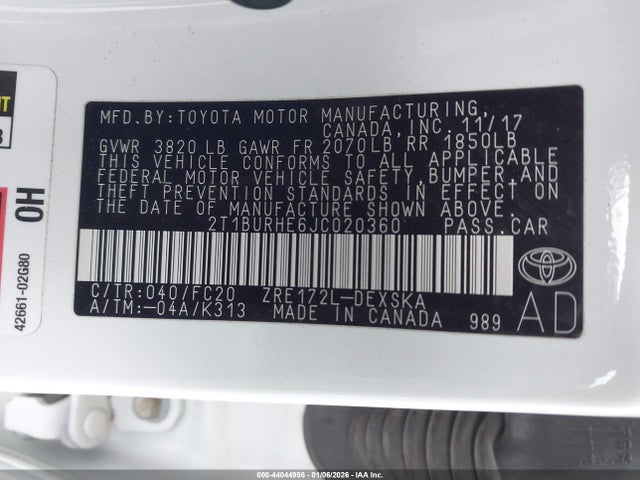 MFD.BY:TOYOTA MOTOR MANUFACTURING,
CANADA, INC. 11/17
GVWR 3820 LB GAWR FR 2070LB RR 1850LB
THIS VEHICLE CONFORMS TO ALL APPLICABLE
FEDERAL MOTOR VEHICLE SAFETY, BUMPER, AND
THEFT PREVENTION STANDARDS IN EFFECT ON
THE DATE OF MANUFACTURE SHOWN ABOVE.
2T1BURHE6JC020360 PASS.CAR
C/TR:040/FC20 ZRE172L-DEXSKA
A/TM:-04A/K313 MADE IN CANADA 989
AD
OH
42661-02G80
000-44044996 - 01/06/2026 - IAA Inc.